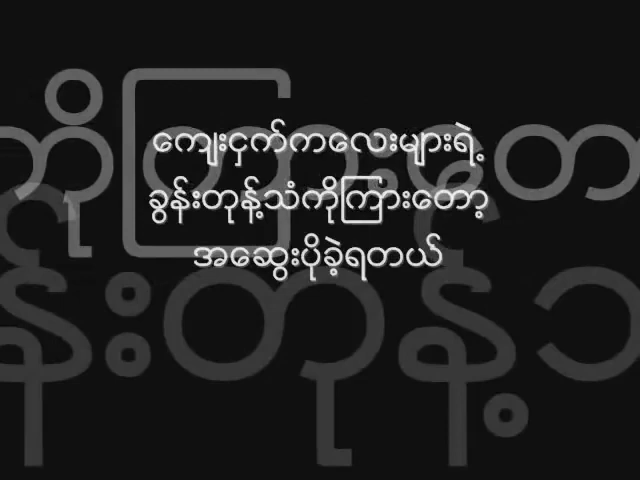 ကျေးငှက်ကလေးများရဲ့
ခွန်းတုန့်သံကိုကြားတော့
အဆွေးပိုခဲ့ရတယ်